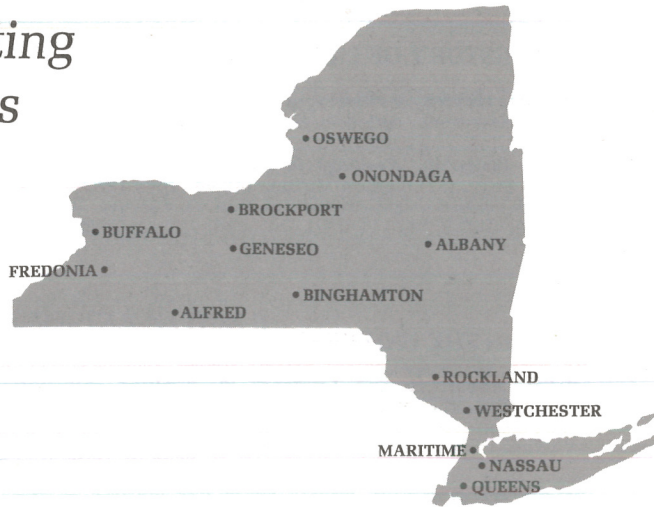 ting
s
OSWEGO
ONONDAGA
BROCKPORT
BUFFALO
GENESEO
ALBANY
FREDONIA
BINGHAMTON
ALFRED
ROCKLAND
WESTCHESTER
MARITIME
NASSAU
QUEENS